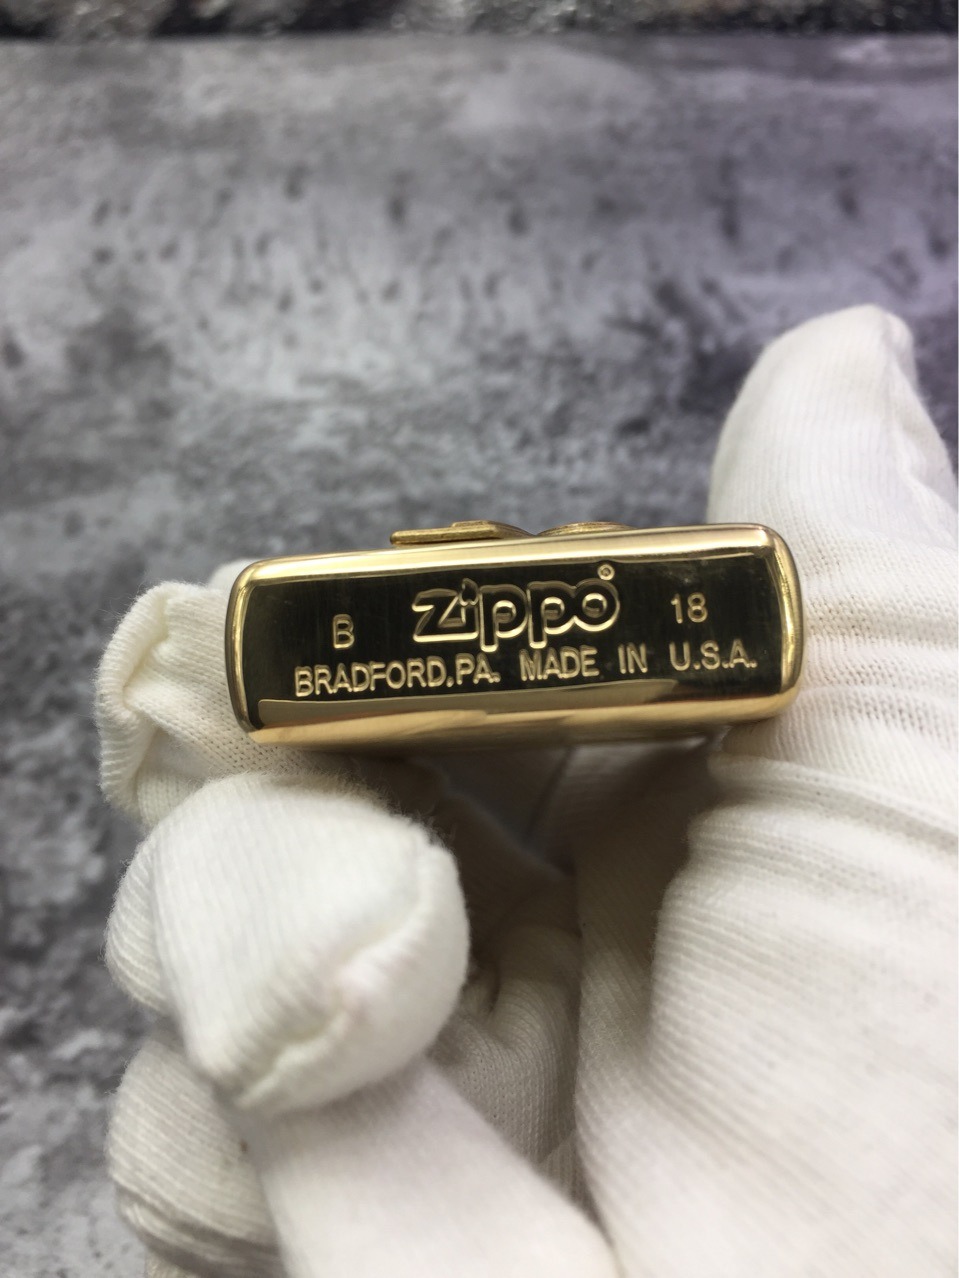 B zippo® 18
BRADFORD,PA. MADE IN U.S.A.